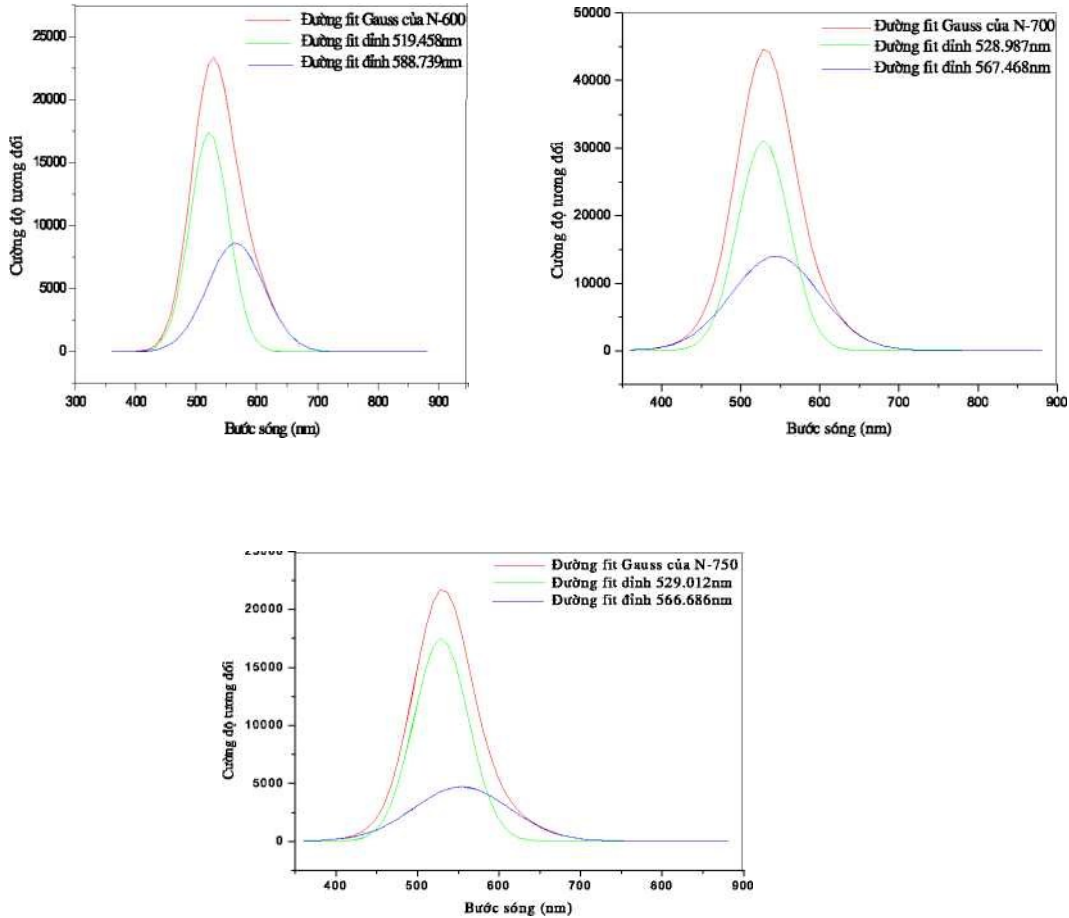 Đường fit Gauss của N-600
Đường fit đỉnh 519.458nm
Đường fit đỉnh 588.739nm
25000
20000
15000
10000
5000
0
Cường độ tương đối
300 400 500 600 700 800 900
Bước sóng (nm)
Đường fit Gauss của N-700
Đường fit đỉnh 528.987nm
Đường fit đỉnh 567.468nm
50000
40000
30000
20000
10000
0
Cường độ tương đối
400 500 600 700 800 900
Bước sóng (nm)
Đường fit Gauss của N-750
Đường fit đỉnh 529.012nm
Đường fit đỉnh 566.686nm
25000
20000
15000
10000
5000
0
Cường độ tương đối
400 500 600 700 800 900
Bước sóng (nm)